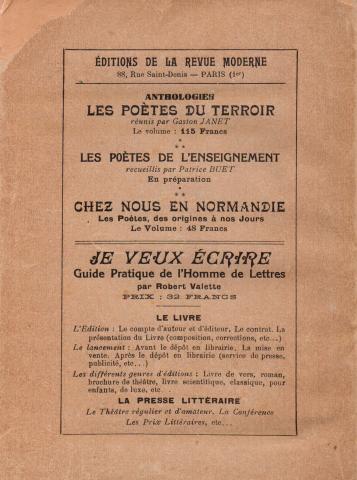 ÉDITIONS DE LA REVUE MODERNE
88, Rue Saint-Denis — PARIS (1er)
ANTHOLOGIES
LES POÈTES DU TERROIR
réunis par Gaston JANET
Le volume : 115 Francs
*
**
LES POÈTES DE L'ENSEIGNEMENT
recueillis par Patrice BUET
En préparation
*
**
CHEZ NOUS EN NORMANDIE
Les Poètes, des origines à nos Jours
Le Volume : 48 Francs
JE VEUX ÉCRIRE
Guide Pratique de l'Homme de Lettres
par Robert Valette
PRIX : 32 FRANCS
LE LIVRE
L'Édition : Le compte d'auteur et d'éditeur. Le contrat. La
présentation du Livre (composition, corrections, etc...)
Le lancement : Avant le dépôt en librairie. La mise en
vente. Après le dépôt en librairie (service de presse,
publicité, etc...)
Les différents genres d'éditions : Livre de vers, roman,
brochure de théâtre, livre scientifique, classique, pour
enfants, de luxe, etc...
LA PRESSE LITTÉRAIRE
Le Théâtre régulier et d'amateur. La Conférence
Les Prix Littéraires, etc...